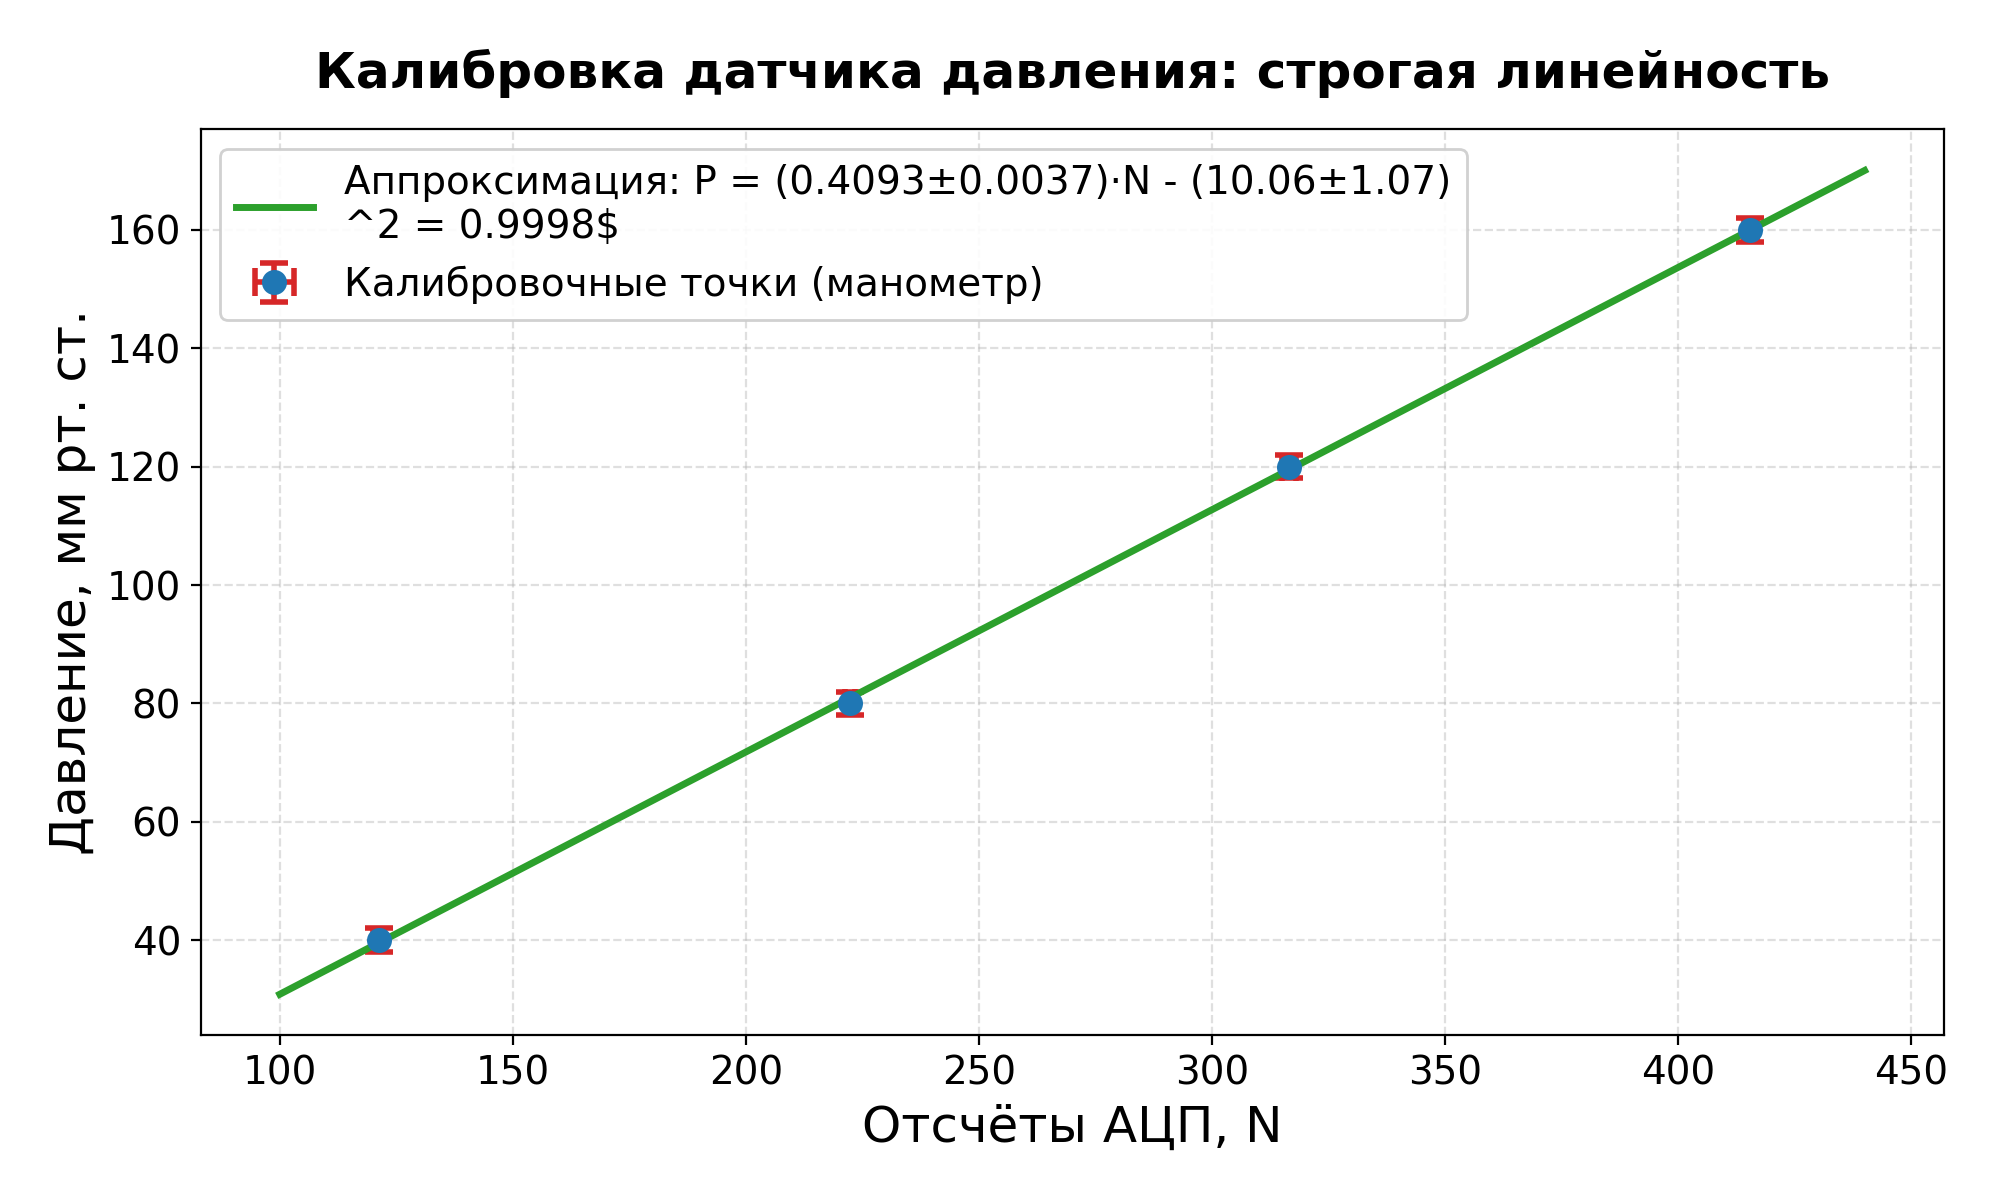 Калибровка датчика давления: строгая линейность
Аппроксимация: P = (0.4093±0.0037)·N - (10.06±1.07)
^2 = 0.9998$
Калибровочные точки (манометр)
Давление, мм рт. ст.
160
140
120
100
80
60
40
100 150 200 250 300 350 400 450
Отсчёты АЦП, N